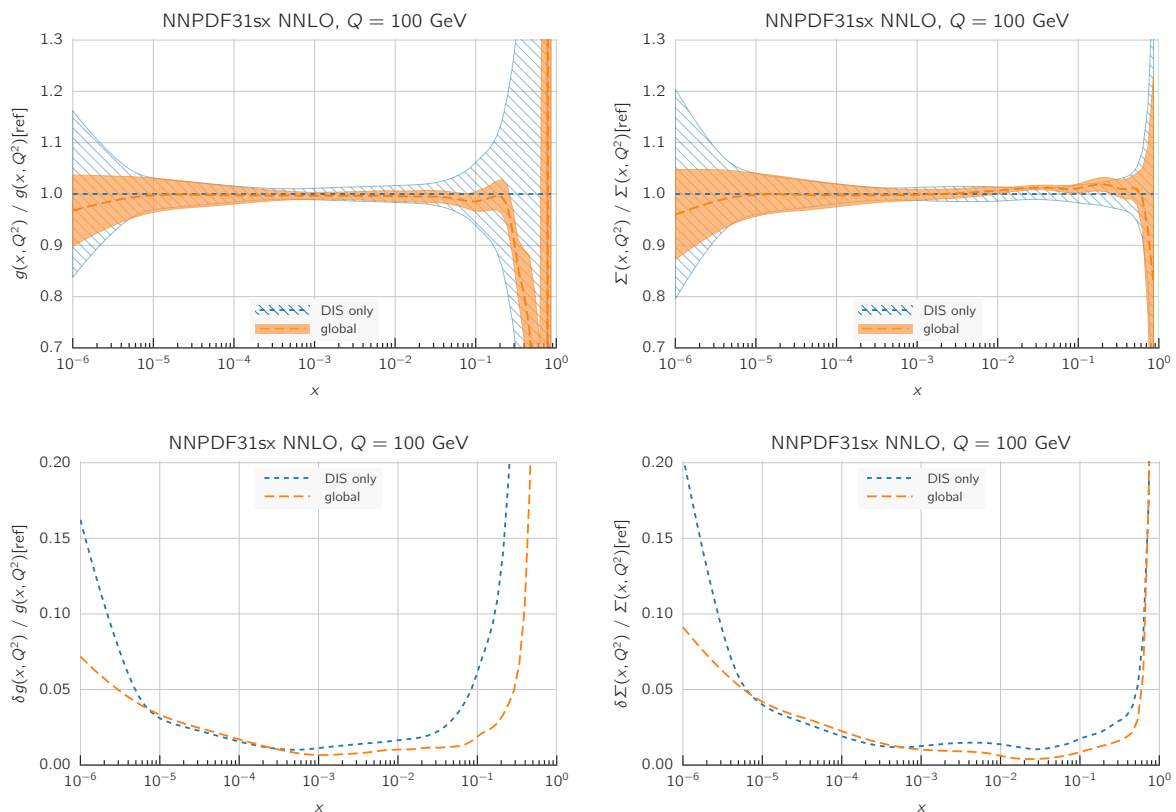 NNPDF31sx NNLO, Q = 100 GeV
g(x, Q²) / g(x, Q²)[ref]
1.3
1.2
1.1
1.0
0.9
0.8
0.7
DIS only
global
10⁻⁶
10⁻⁵
10⁻⁴
10⁻³
10⁻²
10⁻¹
10⁰
x
NNPDF31sx NNLO, Q = 100 GeV
Σ(x, Q²) / Σ(x, Q²)[ref]
1.3
1.2
1.1
1.0
0.9
0.8
0.7
DIS only
global
10⁻⁶
10⁻⁵
10⁻⁴
10⁻³
10⁻²
10⁻¹
10⁰
x
NNPDF31sx NNLO, Q = 100 GeV
δg(x, Q²) / g(x, Q²)[ref]
0.20
0.15
0.10
0.05
0.00
DIS only
global
10⁻⁶
10⁻⁵
10⁻⁴
10⁻³
10⁻²
10⁻¹
10⁰
x
NNPDF31sx NNLO, Q = 100 GeV
δΣ(x, Q²) / Σ(x, Q²)[ref]
0.20
0.15
0.10
0.05
0.00
DIS only
global
10⁻⁶
10⁻⁵
10⁻⁴
10⁻³
10⁻²
10⁻¹
10⁰
x